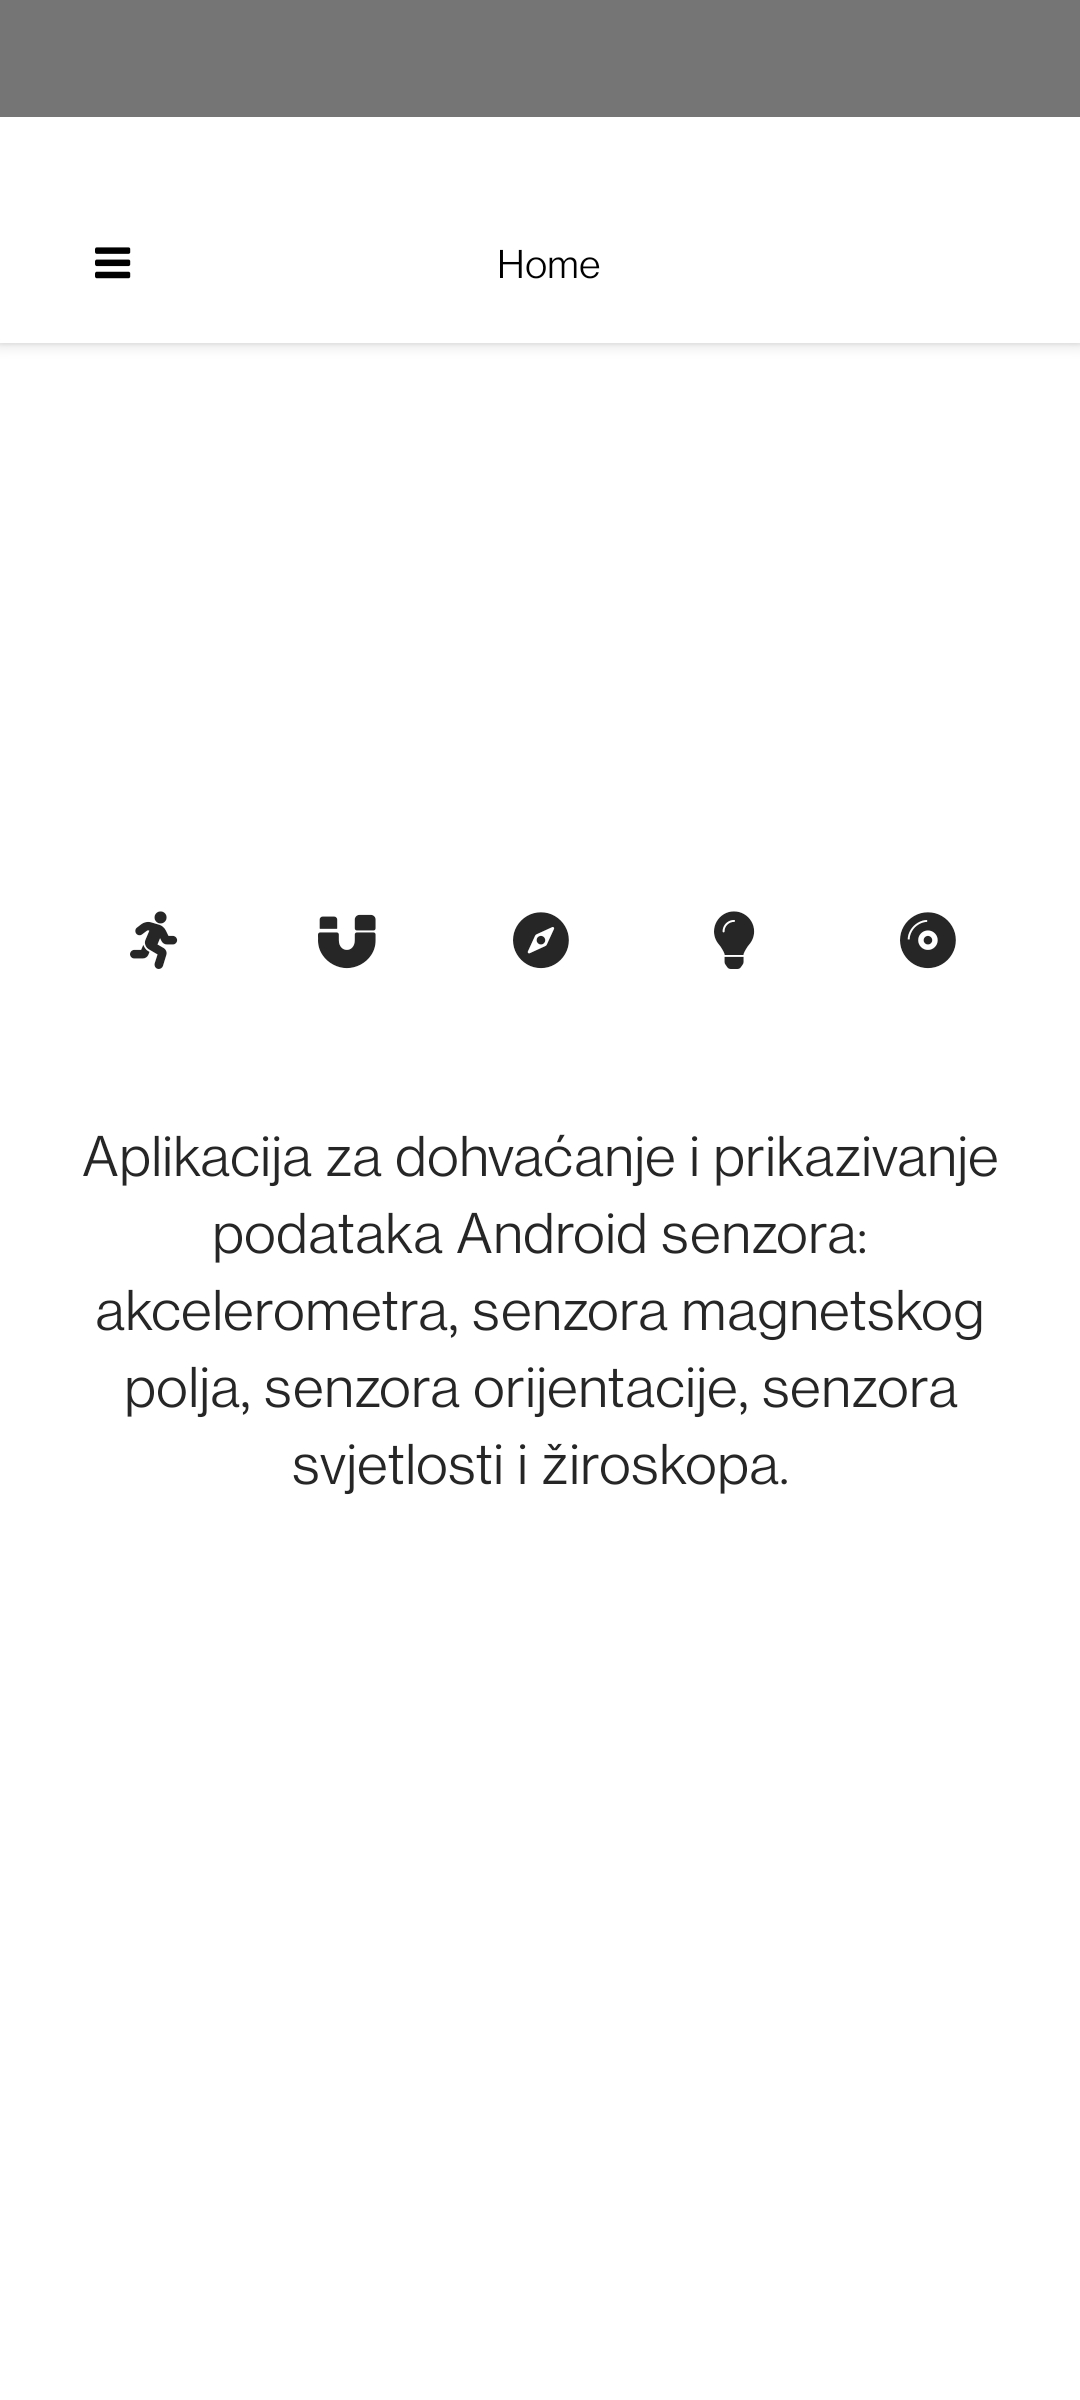 Home
Aplikacija za dohvaćanje i prikazivanje
podataka Android senzora:
akcelerometra, senzora magnetskog
polja, senzora orijentacije, senzora
svjetlosti i žiroskopa.